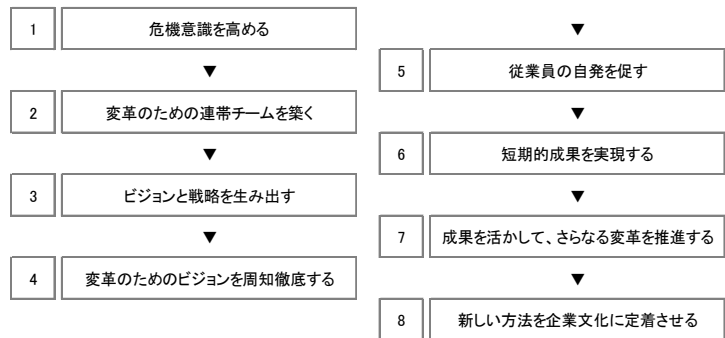 1 危機意識を高める
▼
2 変革のための連帯チームを築く
▼
3 ビジョンと戦略を生み出す
▼
4 変革のためのビジョンを周知徹底する
▼
5 従業員の自発を促す
▼
6 短期的成果を実現する
▼
7 成果を活かして、さらなる変革を推進する
▼
8 新しい方法を企業文化に定着させる